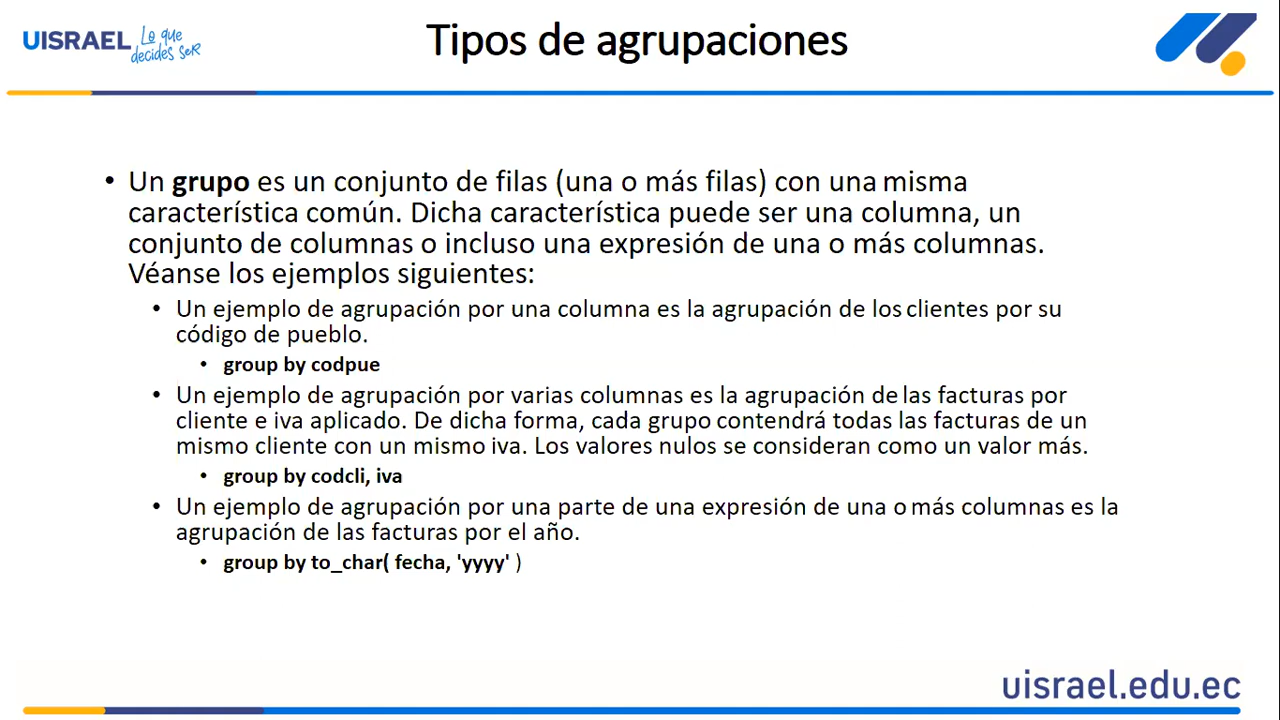 UISRAEL Lo que decides seR
Tipos de agrupaciones
• Un grupo es un conjunto de filas (una o más filas) con una misma
característica común. Dicha característica puede ser una columna, un
conjunto de columnas o incluso una expresión de una o más columnas.
Véanse los ejemplos siguientes:
• Un ejemplo de agrupación por una columna es la agrupación de los clientes por su
código de pueblo.
• group by codpue
• Un ejemplo de agrupación por varias columnas es la agrupación de las facturas por
cliente e iva aplicado. De dicha forma, cada grupo contendrá todas las facturas de un
mismo cliente con un mismo iva. Los valores nulos se consideran como un valor más.
• group by codcli, iva
• Un ejemplo de agrupación por una parte de una expresión de una o más columnas es la
agrupación de las facturas por el año.
• group by to_char( fecha, 'yyyy' )
uisrael.edu.ec